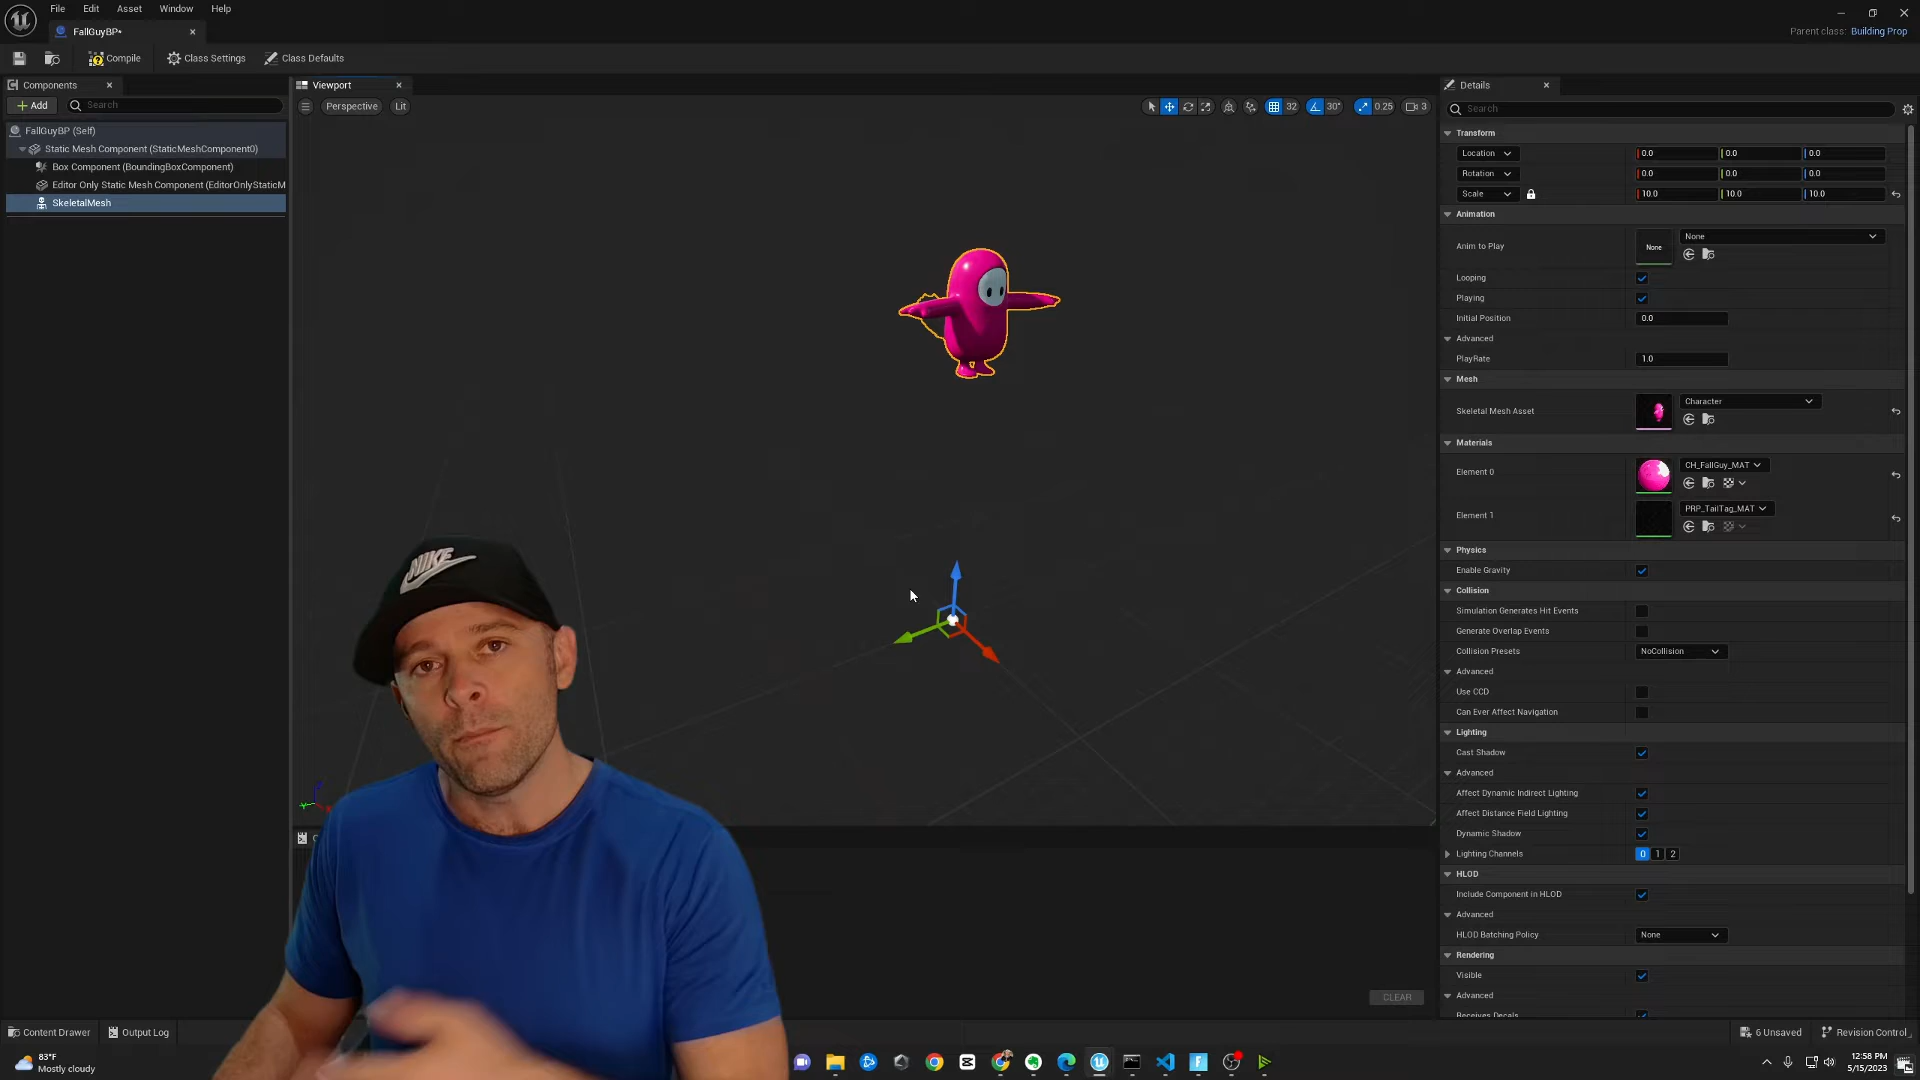 File Edit Asset Window Help
FallGuyBP*
Parent class: Building Prop
Compile Class Settings Class Defaults
Components
Add Search
FallGuyBP (Self)
Static Mesh Component (StaticMeshComponent0)
Box Component (BoundingBoxComponent)
Editor Only Static Mesh Component (EditorOnlyStaticM
SkeletalMesh
Viewport
Perspective Lit
32 30° 0.25 3
NIKE
CLEAR
Details
Search
Transform
Location 0.0 0.0 0.0
Rotation 0.0 0.0 0.0
Scale 10.0 10.0 10.0
Animation
Anim to Play None None
Looping
Playing
Initial Position 0.0
Advanced
PlayRate 1.0
Mesh
Skeletal Mesh Asset Character
Materials
Element 0 CH_FallGuy_MAT
Element 1 PRP_TailTag_MAT
Physics
Enable Gravity
Collision
Simulation Generates Hit Events
Generate Overlap Events
Collision Presets NoCollision
Advanced
Use CCD
Can Ever Affect Navigation
Lighting
Cast Shadow
Advanced
Affect Dynamic Indirect Lighting
Affect Distance Field Lighting
Dynamic Shadow
Lighting Channels 0 1 2
HLOD
Include Component in HLOD
Advanced
HLOD Batching Policy None
Rendering
Visible
Advanced
Receives Decals
Content Drawer Output Log
6 Unsaved Revision Control
83°F
Mostly cloudy
12:58 PM
5/15/2023